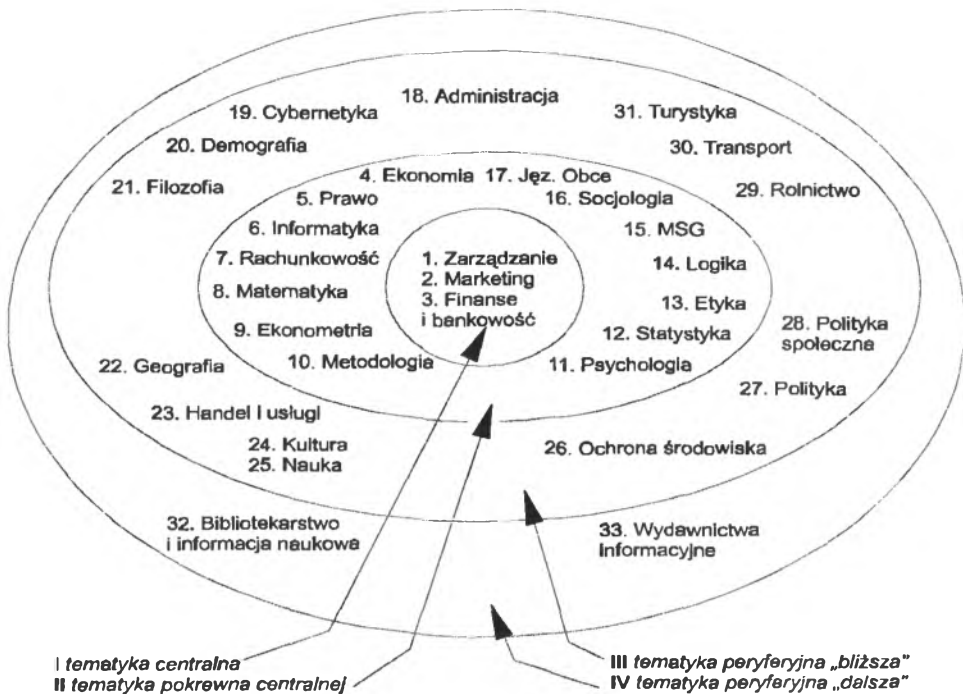 18. Administracja
19. Cybernetyka
31. Turystyka
20. Demografia
30. Transport
21. Filozofia
29. Rolnictwo
4. Ekonomia
17. Jęz. Obce
5. Prawo
16. Socjologia
6. Informatyka
15. MSG
7. Rachunkowość
1. Zarządzanie
14. Logika
2. Marketing
8. Matematyka
3. Finanse
i bankowość
13. Etyka
9. Ekonometria
12. Statystyka
28. Polityka
społeczna
10. Metodologia
11. Psychologia
22. Geografia
27. Polityka
23. Handel i usługi
24. Kultura
25. Nauka
26. Ochrona środowiska
32. Bibliotekarstwo
i informacja naukowa
33. Wydawnictwa
Informacyjne
I tematyka centralna
II tematyka pokrewna centralnej
III tematyka peryferyjna „bliższa”
IV tematyka peryferyjna „dalsza”